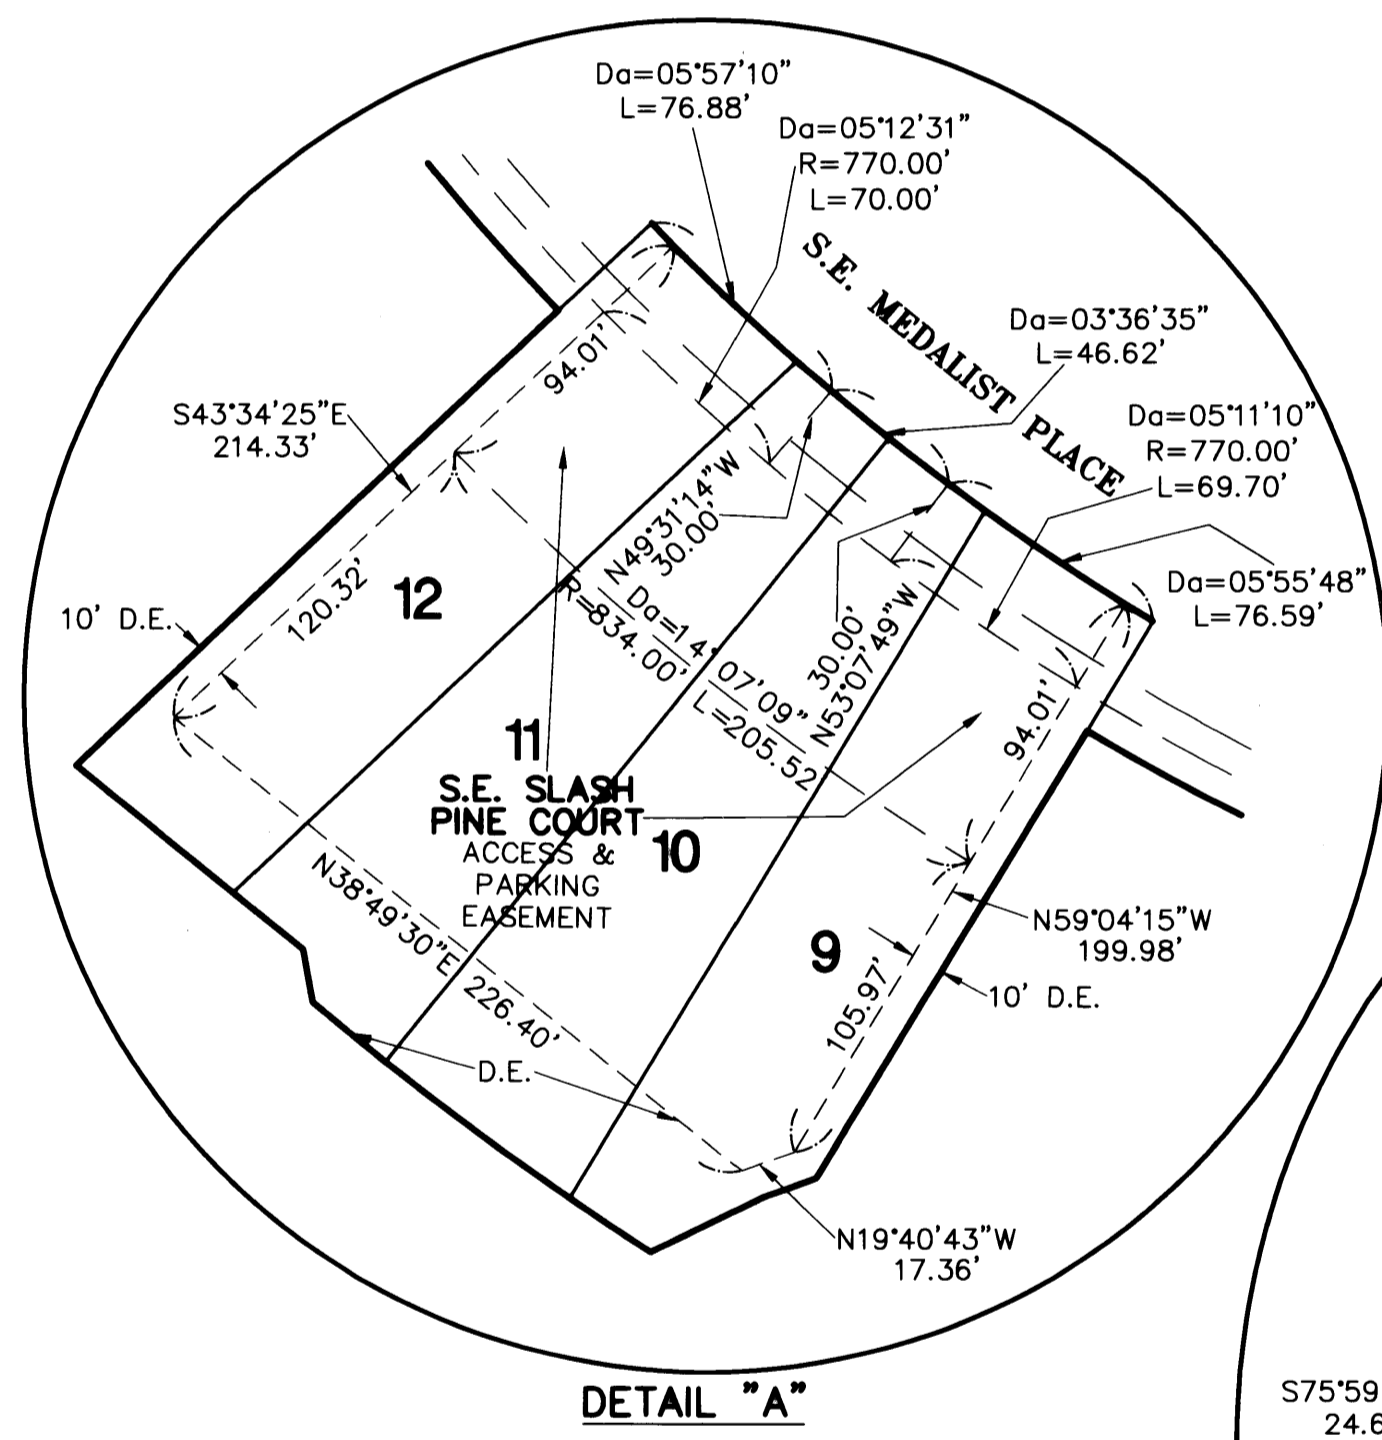 Da=05°57'10"
L=76.88'
Da=05°12'31"
R=770.00'
L=70.00'
S.E. MEDALIST PLACE
Da=03°36'35"
L=46.62'
Da=05°11'10"
R=770.00'
L=69.70'
Da=05°55'48"
L=76.59'
94.01'
S43°34'25"E
214.33'
N49°31'14"W
30.00'
10' D.E.
120.32'
12
Da=14°07'09"
R=834.00'
L=205.52'
30.00'
N53°07'49"W
94.01'
11
S.E. SLASH
PINE COURT
ACCESS &
PARKING
EASEMENT
10
N38°49'30"E
226.40'
9
N59°04'15"W
199.98'
10' D.E.
105.97'
D.E.
N19°40'43"W
17.36'
DETAIL "A"
S75°59
24.6